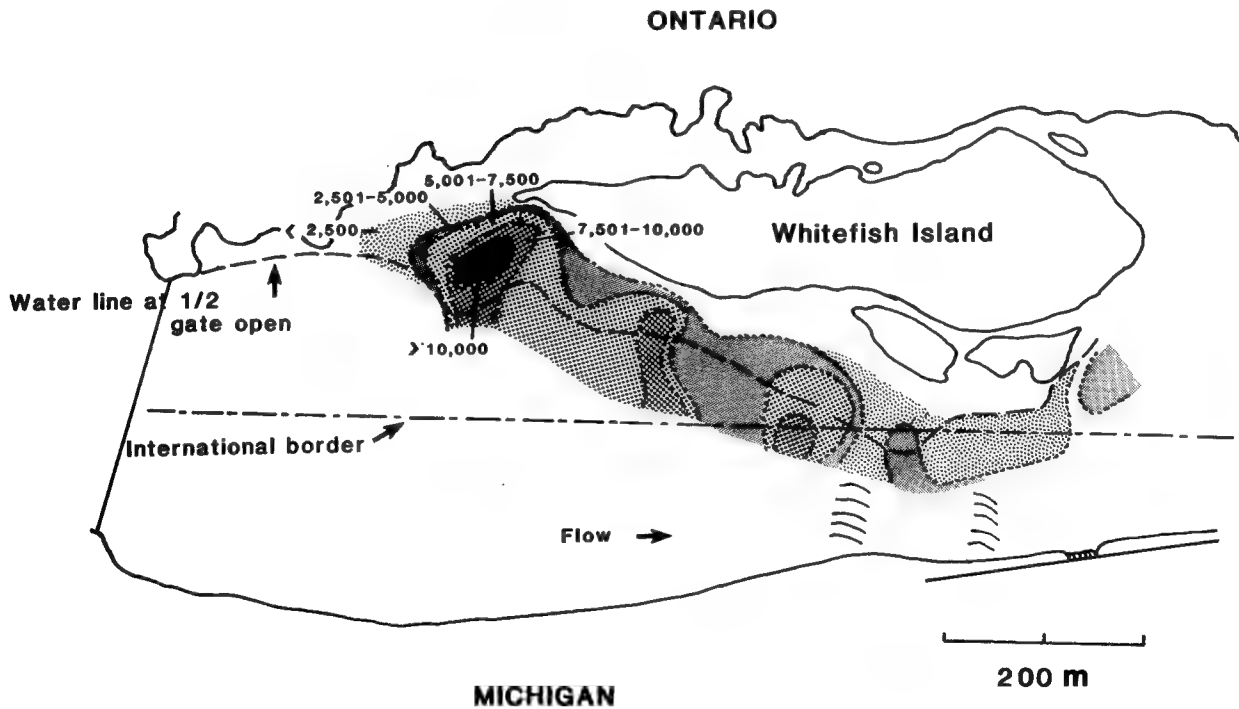 ONTARIO
5,001-7,500
2,501-5,000
< 2,500
7,501-10,000
Whitefish Island
Water line at 1/2
gate open
>10,000
International border
Flow
200 m
MICHIGAN